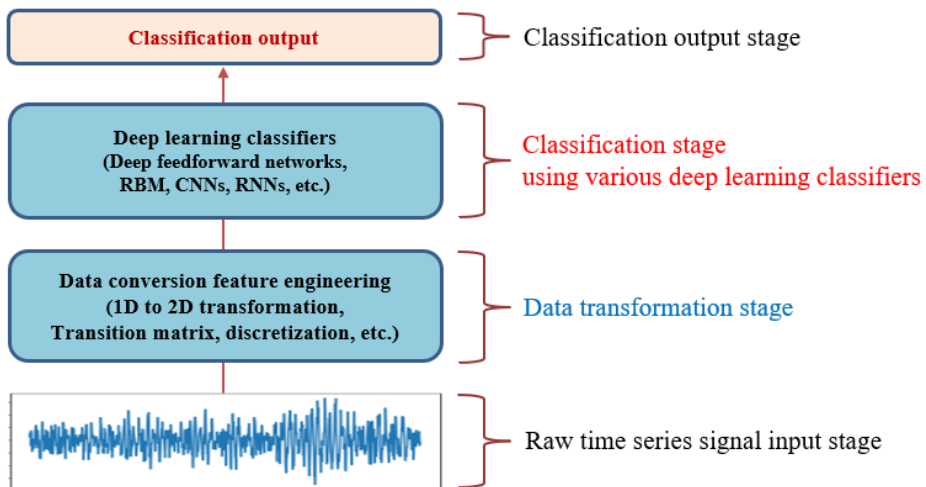 Classification output
Classification output stage
Deep learning classifiers
(Deep feedforward networks,
RBM, CNNs, RNNs, etc.)
Classification stage
using various deep learning classifiers
Data conversion feature engineering
(1D to 2D transformation,
Transition matrix, discretization, etc.)
Data transformation stage
Raw time series signal input stage